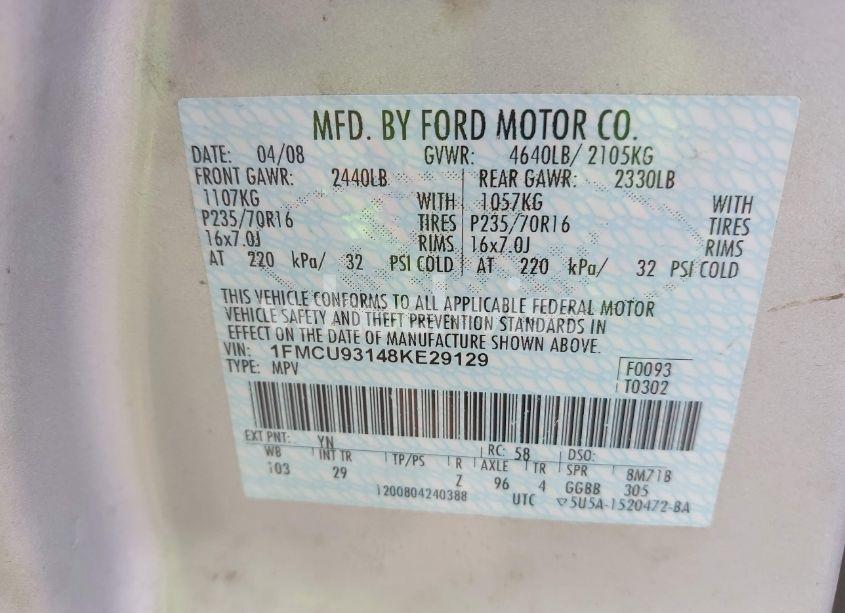 MFD. BY FORD MOTOR CO.
DATE: 04/08 GVWR: 4640LB/ 2105KG
FRONT GAWR: 2440LB REAR GAWR: 2330LB
1107KG WITH 1057KG WITH
P235/70R16 TIRES P235/70R16 TIRES
16x7.0J RIMS 16x7.0J RIMS
AT 220 kPa/ 32 PSI COLD AT 220 kPa/ 32 PSI COLD
THIS VEHICLE CONFORMS TO ALL APPLICABLE FEDERAL MOTOR
VEHICLE SAFETY AND THEFT PREVENTION STANDARDS IN
EFFECT ON THE DATE OF MANUFACTURE SHOWN ABOVE.
VIN: 1FMCU93148KE29129 F0093
TYPE: MPV T0302
EXT PNT: YN RC: 58 DSO:
WB INT TR TP/PS R AXLE TR SPR 8M71B
103 29 Z 96 4 GGBB 305
1200804240388 UTC ▽5U5A-1520472-BA